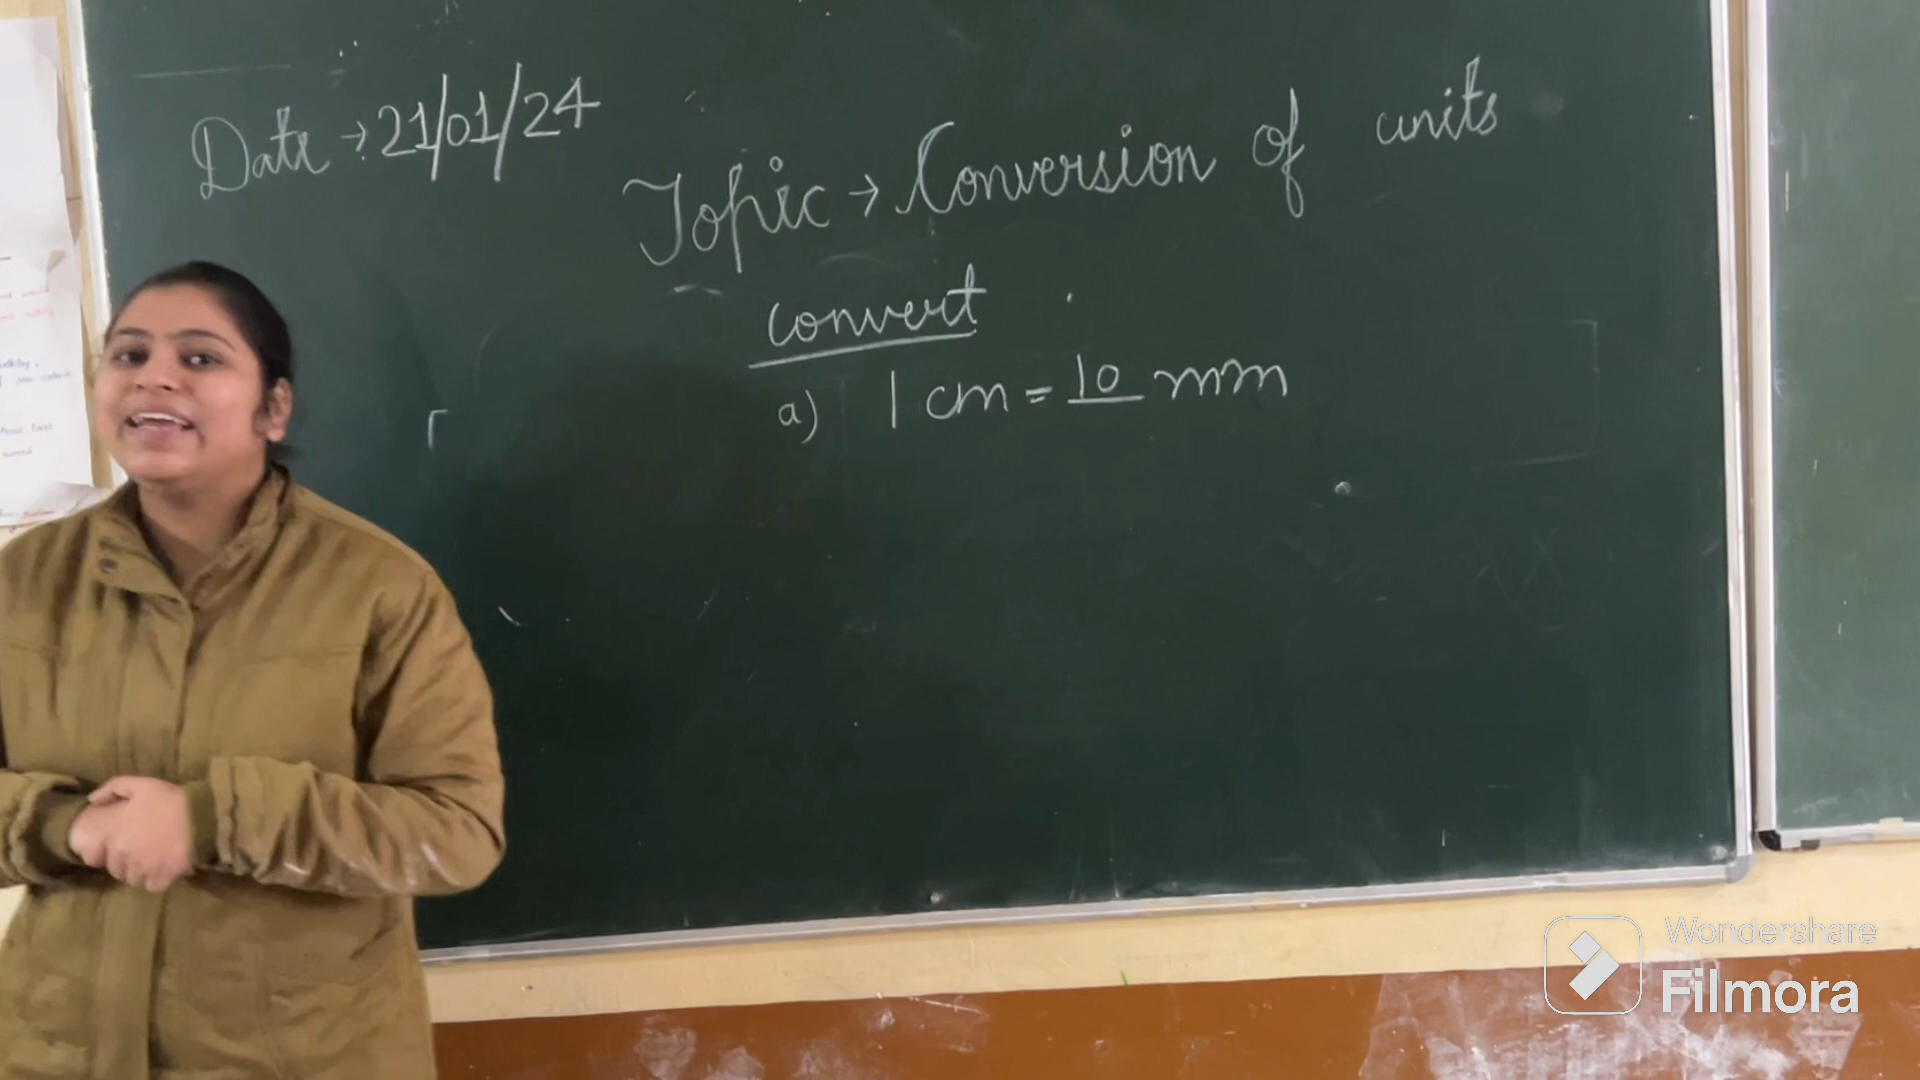 Date → 21/01/24
Topic → Conversion of units
convert
a) 1 cm = 10 mm
Wondershare
Filmora